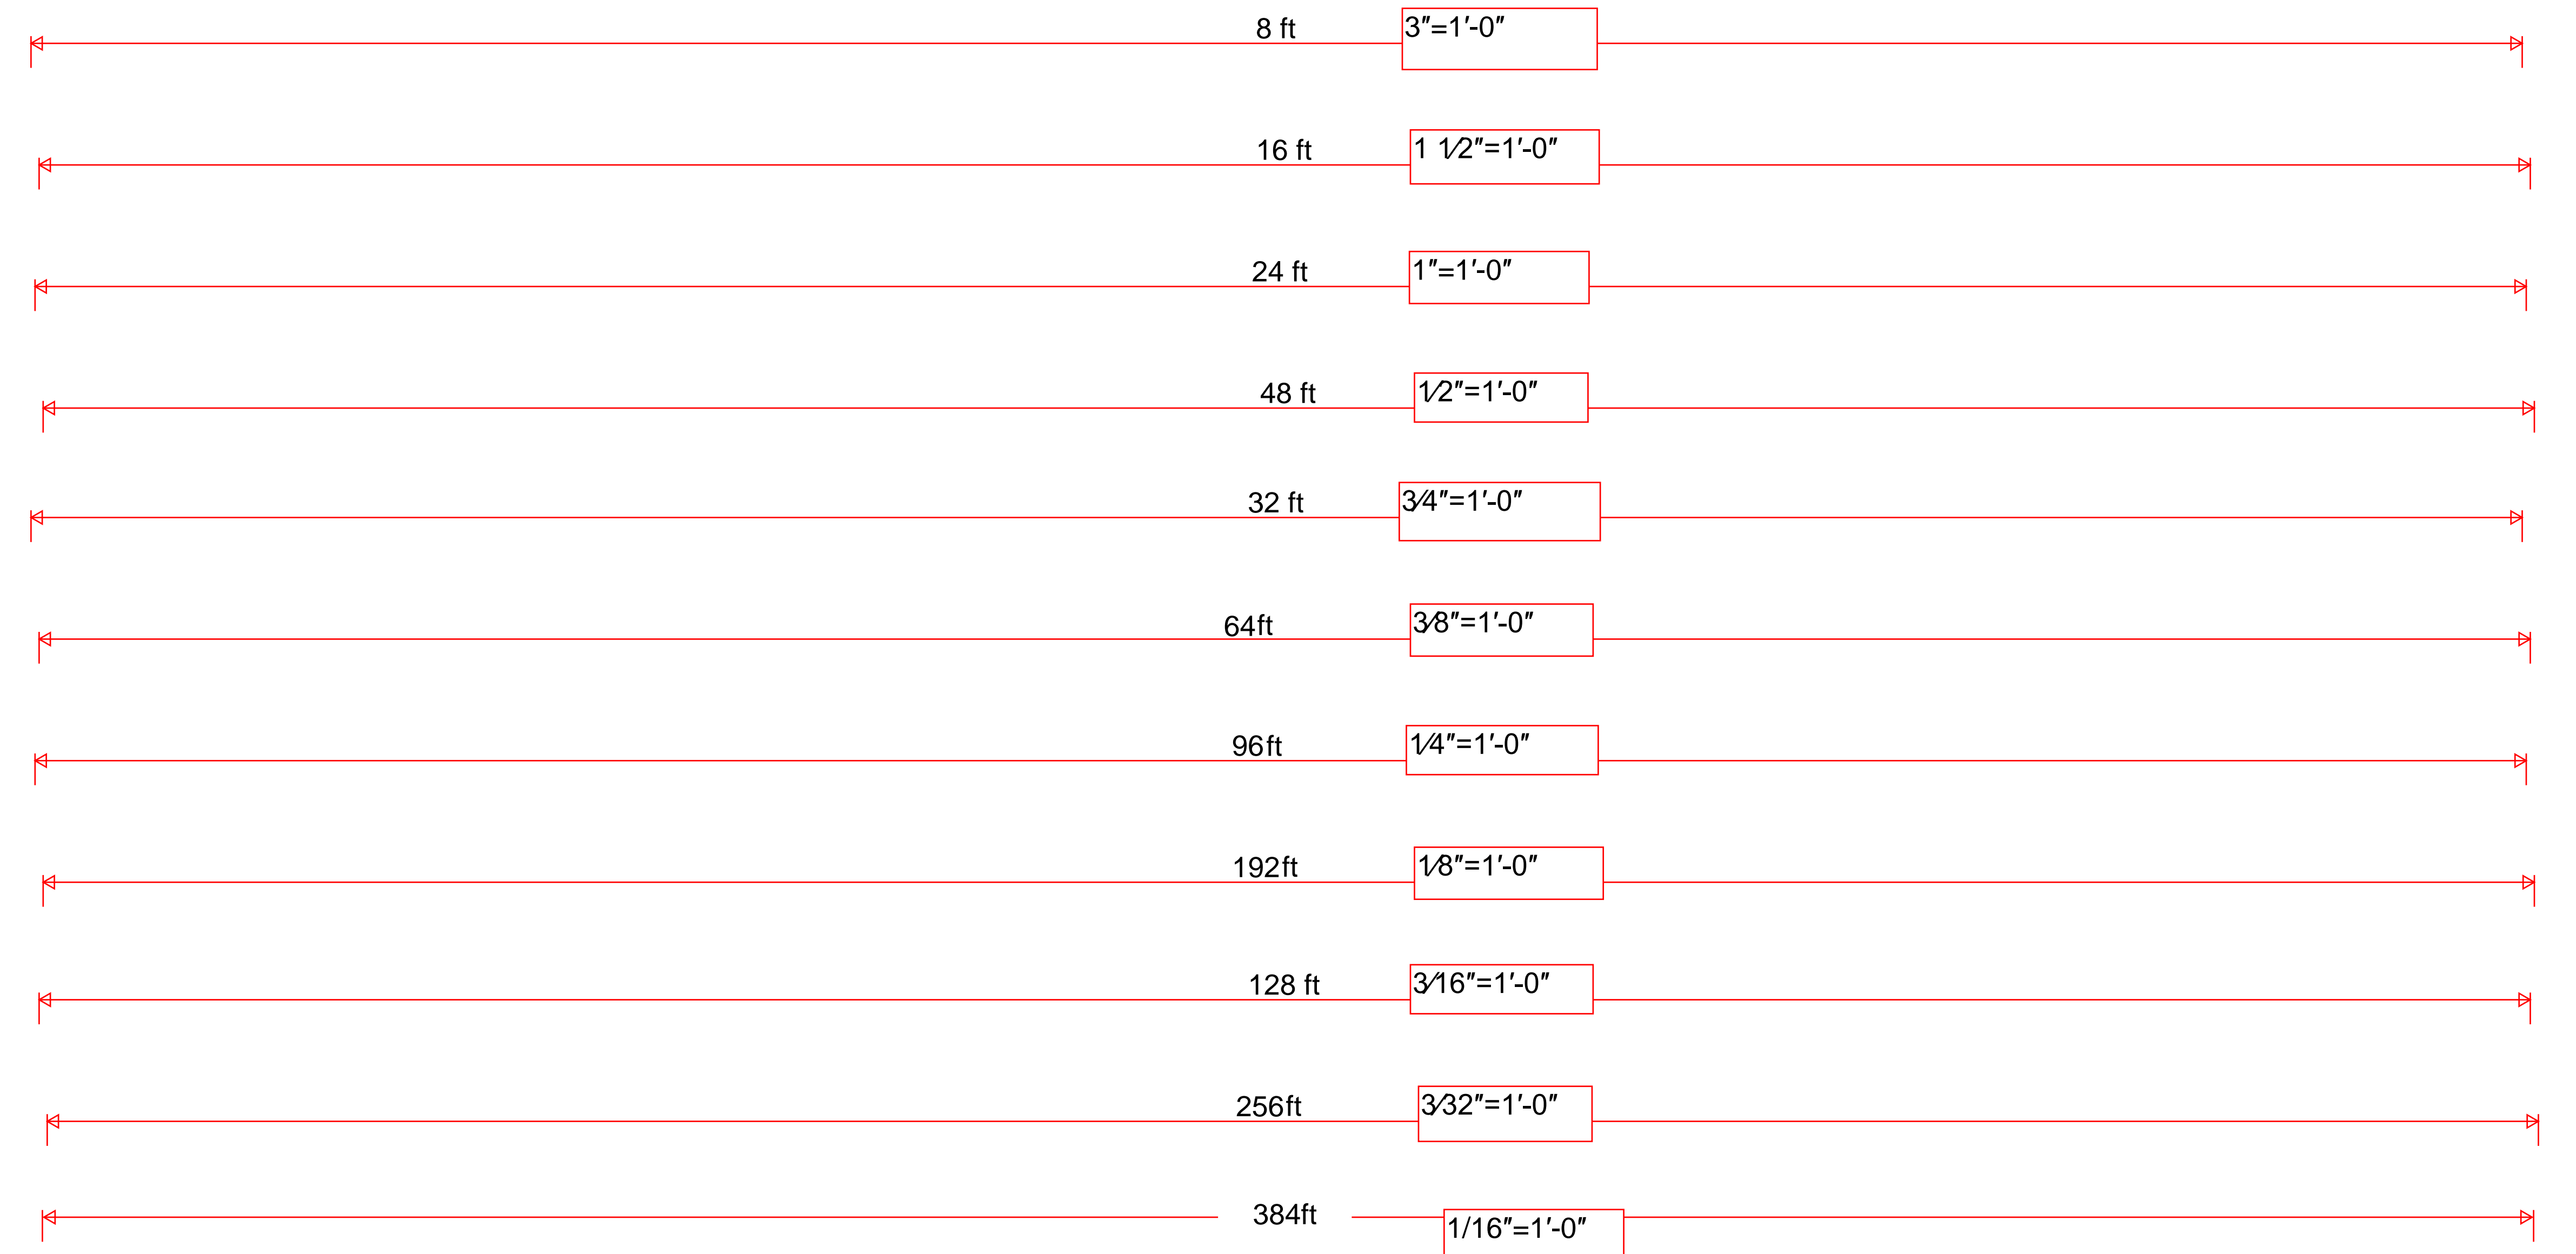 8 ft 3″=1′-0″
16 ft 1 1⁄2″=1′-0″
24 ft 1″=1′-0″
48 ft 1⁄2″=1′-0″
32 ft 3⁄4″=1′-0″
64ft 3⁄8″=1′-0″
96ft 1⁄4″=1′-0″
192ft 1⁄8″=1′-0″
128 ft 3⁄16″=1′-0″
256ft 3⁄32″=1′-0″
384ft 1/16″=1′-0″